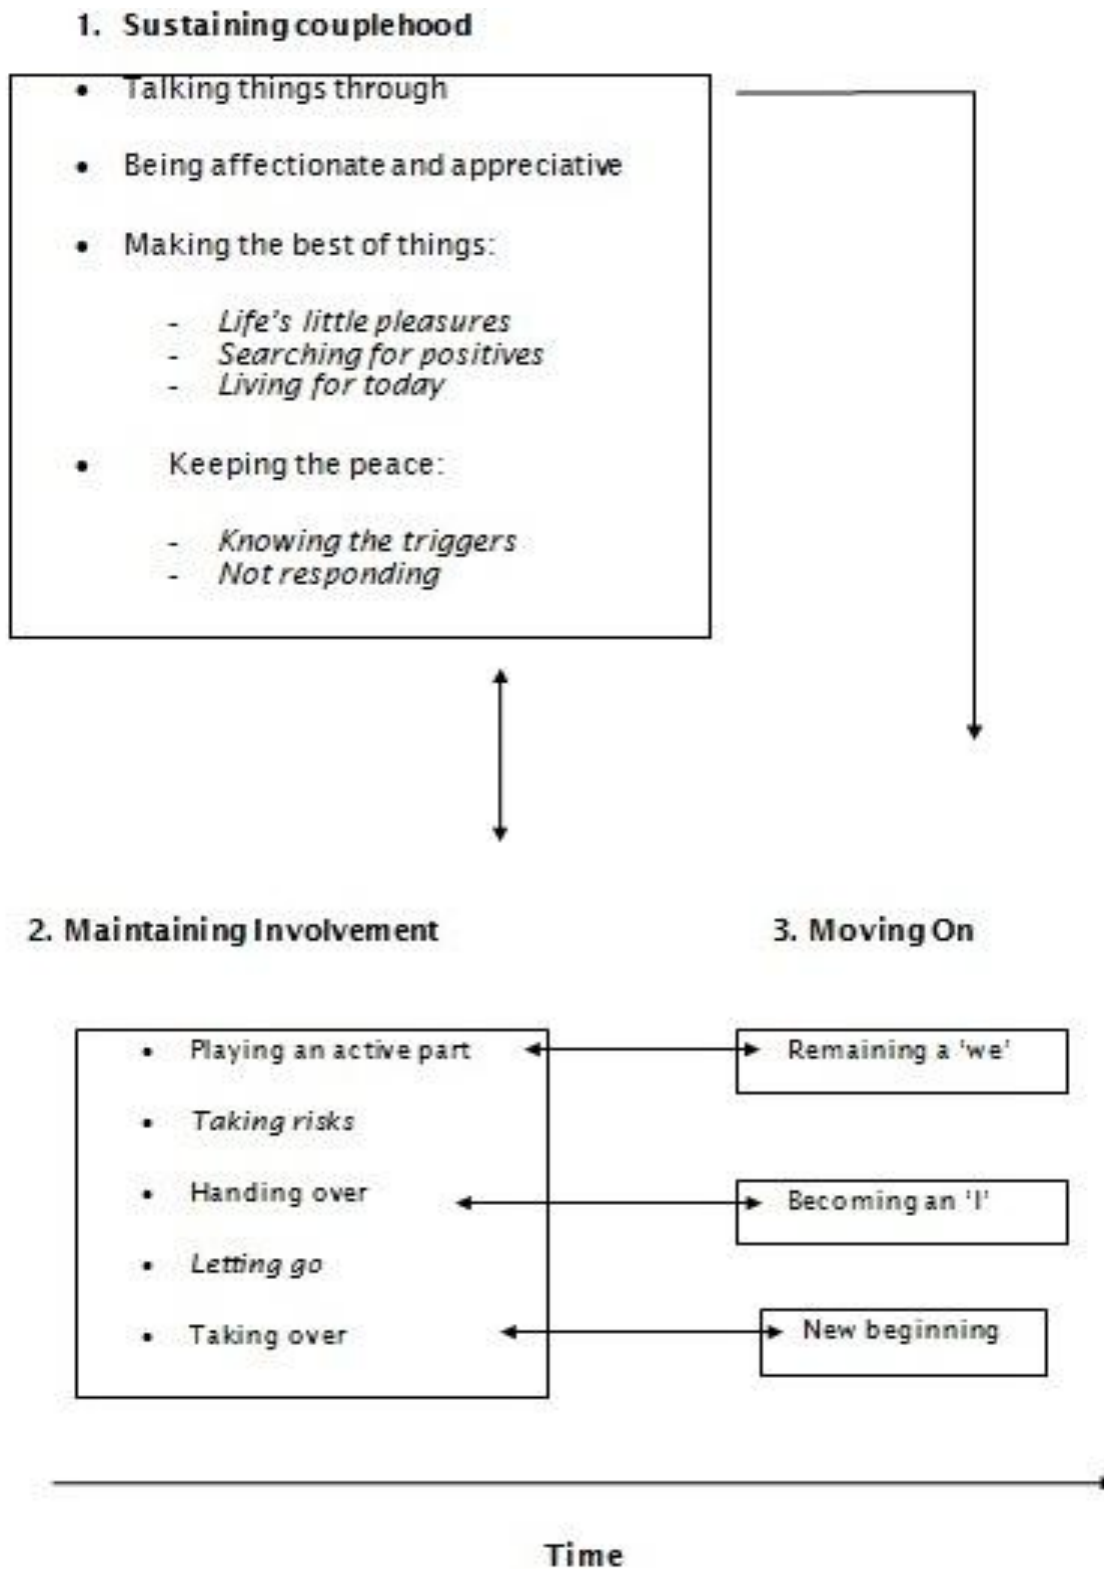 1. Sustaining couplehood
• Talking things through
• Being affectionate and appreciative
• Making the best of things:
- Life's little pleasures
- Searching for positives
- Living for today
• Keeping the peace:
- Knowing the triggers
- Not responding
2. Maintaining Involvement
3. Moving On
• Playing an active part
Remaining a 'we'
• Taking risks
• Handing over
Becoming an 'I'
• Letting go
• Taking over
New beginning
Time